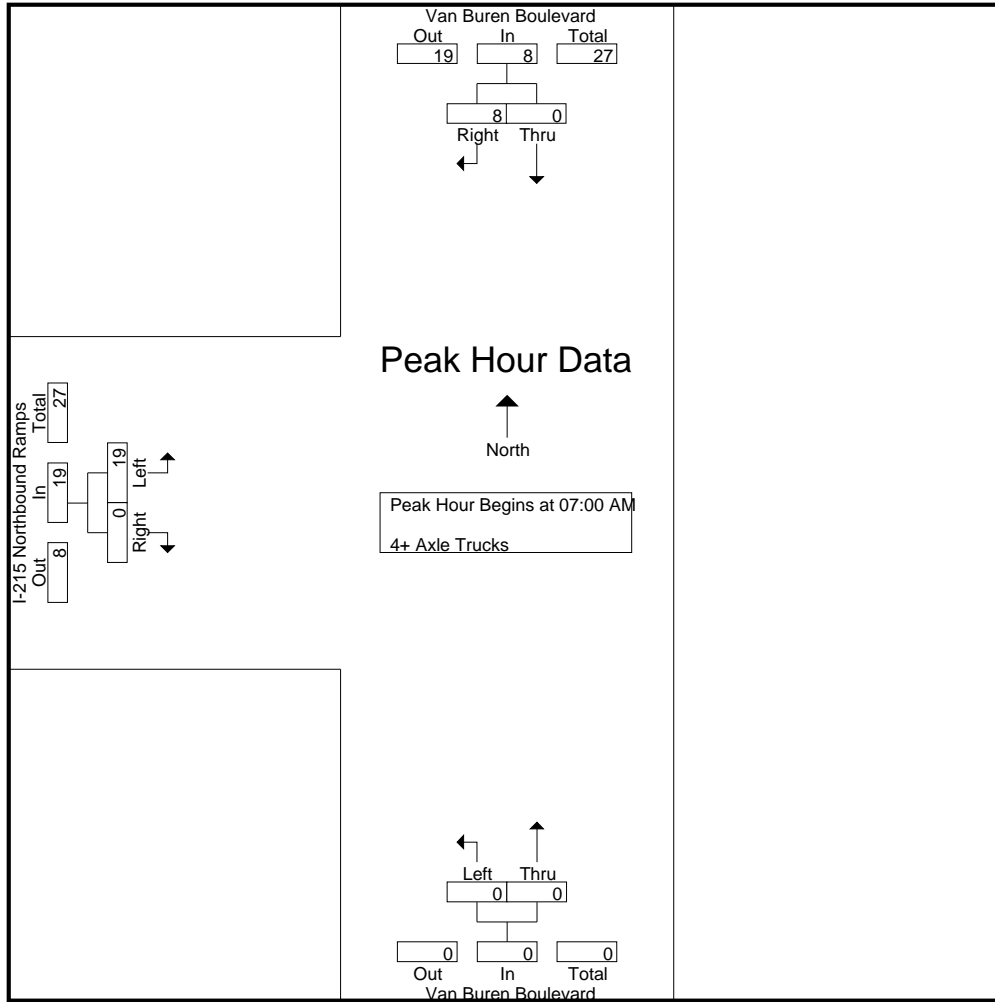 Van Buren Boulevard
Out In Total
19 8 27
8 0
Right Thru
Peak Hour Data
North
Peak Hour Begins at 07:00 AM
4+ Axle Trucks
I-215 Northbound Ramps
Out In Total
8 19 27
Right Left
0 19
Left Thru
0 0
0 0 0
Out In Total
Van Buren Boulevard